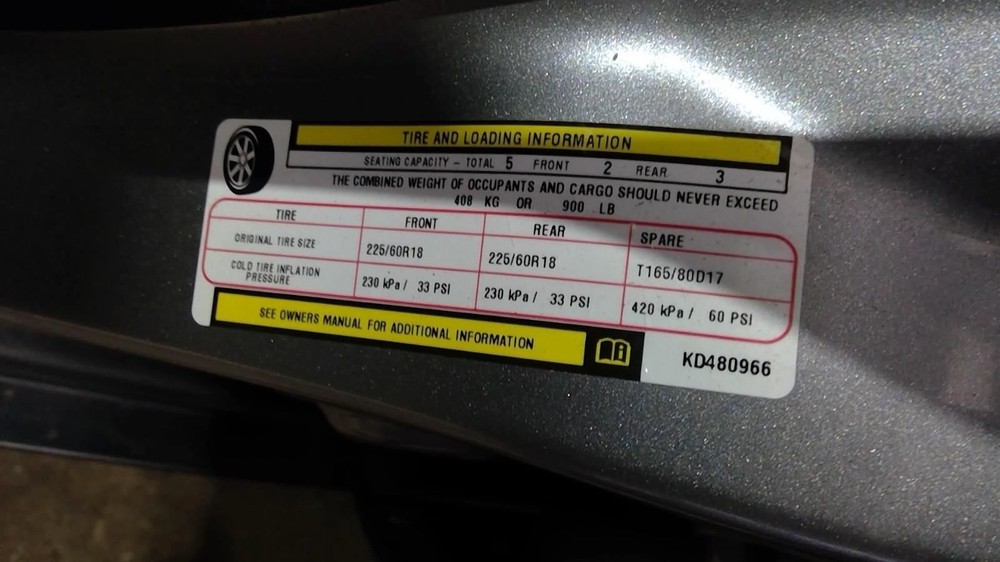 TIRE AND LOADING INFORMATION
SEATING CAPACITY – TOTAL 5 FRONT 2 REAR 3
THE COMBINED WEIGHT OF OCCUPANTS AND CARGO SHOULD NEVER EXCEED
408 KG OR 900 LB
TIRE FRONT REAR SPARE
ORIGINAL TIRE SIZE 225/60R18 225/60R18 T165/80D17
COLD TIRE INFLATION PRESSURE 230 kPa / 33 PSI 230 kPa / 33 PSI 420 kPa / 60 PSI
SEE OWNERS MANUAL FOR ADDITIONAL INFORMATION
KD480966